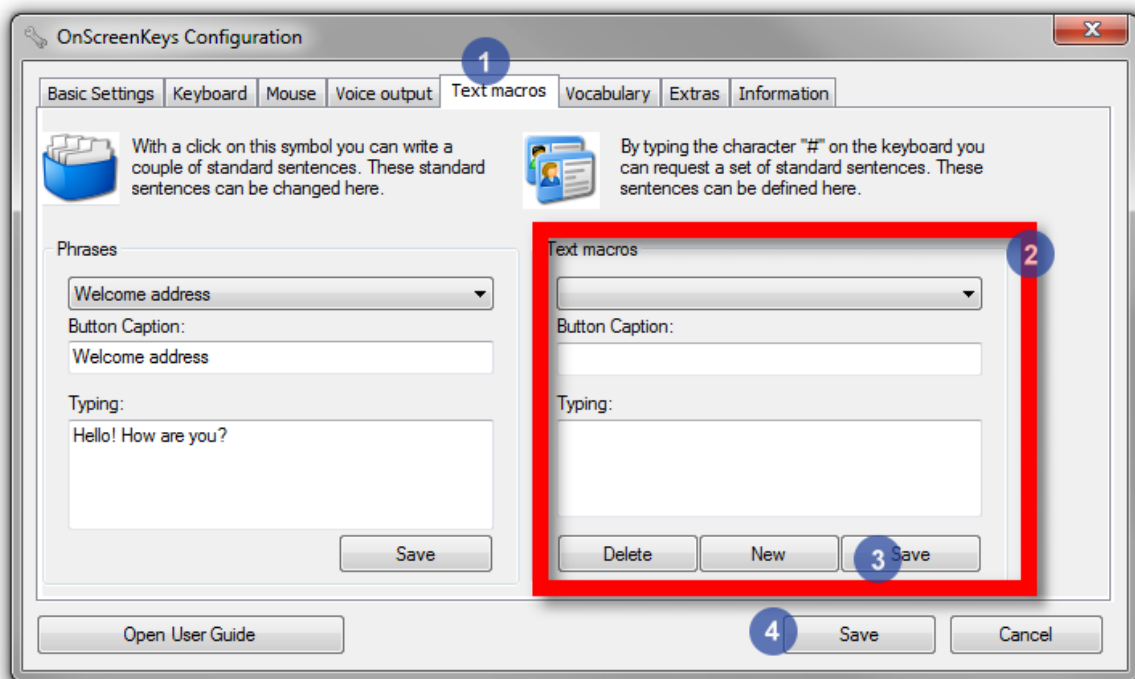 OnScreenKeys Configuration
1
Basic Settings Keyboard Mouse Voice output Text macros Vocabulary Extras Information
With a click on this symbol you can write a
couple of standard sentences. These standard
sentences can be changed here.
By typing the character "#" on the keyboard you
can request a set of standard sentences. These
sentences can be defined here.
Phrases
Welcome address
Button Caption:
Welcome address
Typing:
Hello! How are you?
Save
Text macros
2
Button Caption:
Typing:
Delete New 3 Save
Open User Guide 4 Save Cancel